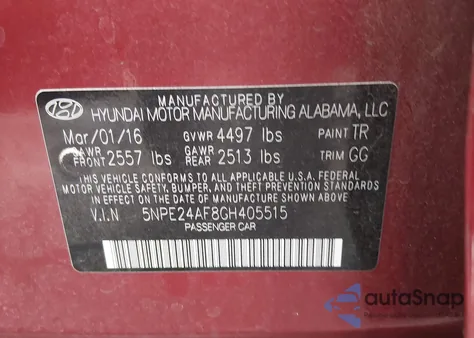 MANUFACTURED BY
HYUNDAI MOTOR MANUFACTURING ALABAMA, LLC
Mar/01/16 GVWR 4497 lbs PAINT TR
GAWR FRONT 2557 lbs GAWR REAR 2513 lbs TRIM GG
THIS VEHICLE CONFORMS TO ALL APPLICABLE U.S.A. FEDERAL
MOTOR VEHICLE SAFETY, BUMPER, AND THEFT PREVENTION STANDARDS
IN EFFECT ON THE DATE OF MANUFACTURE SHOWN ABOVE.
V.I.N 5NPE24AF8GH405515
PASSENGER CAR
autaSnap